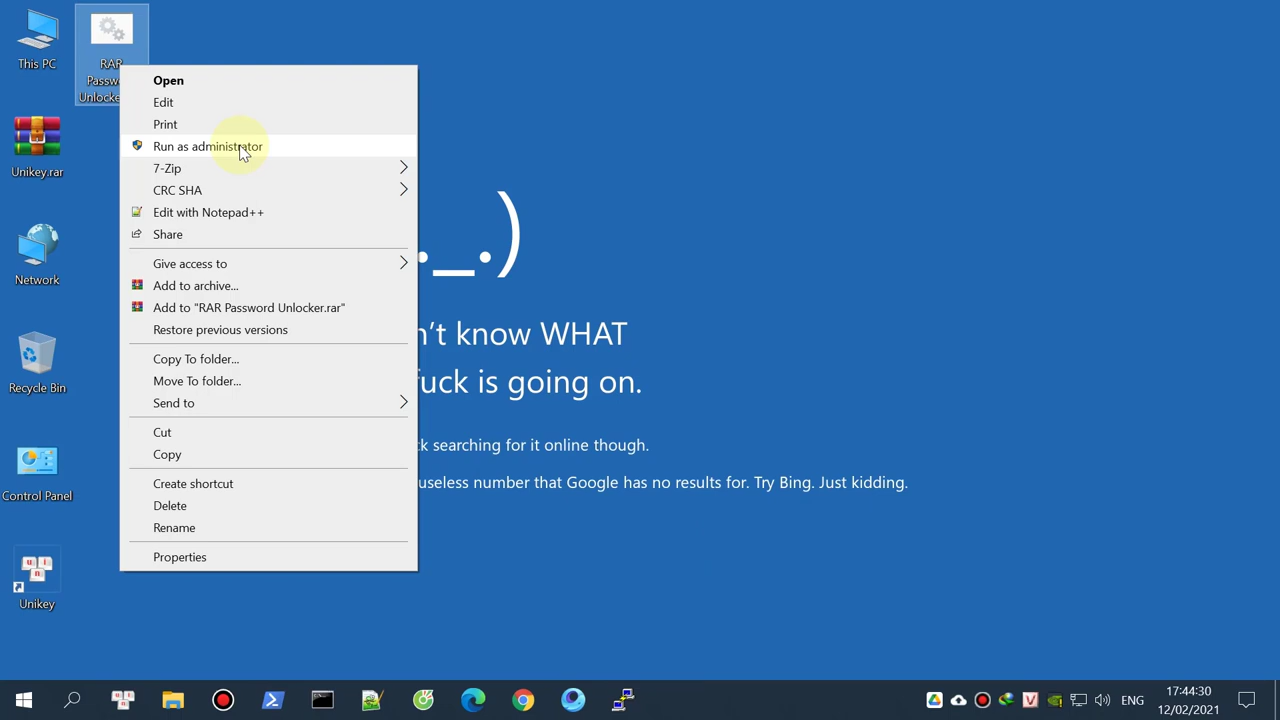 This PC
RAR
Passw
Unlocke
Unikey.rar
Network
Recycle Bin
Control Panel
Unikey
Open
Edit
Print
Run as administrator
7-Zip
CRC SHA
Edit with Notepad++
Share
Give access to
Add to archive...
Add to "RAR Password Unlocker.rar"
Restore previous versions
Copy To folder...
Move To folder...
Send to
Cut
Copy
Create shortcut
Delete
Rename
Properties
._.)
n't know WHAT
fuck is going on.
ck searching for it online though.
useless number that Google has no results for. Try Bing. Just kidding.
ENG
17:44:30
12/02/2021